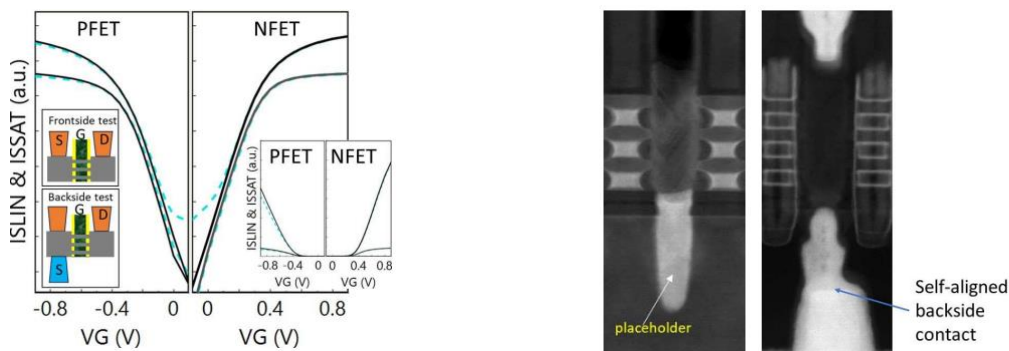 PFET
NFET
ISLIN & ISSAT (a.u.)
Frontside test
G
S
D
Backside test
G
D
S
-0.8
-0.4
0
0
0.4
0.8
VG (V)
VG (V)
PFET
NFET
ISLIN & ISSAT (a.u.)
-0.8
-0.4
0
0
0.4
0.8
VG (V)
VG (V)
placeholder
Self-aligned
backside
contact